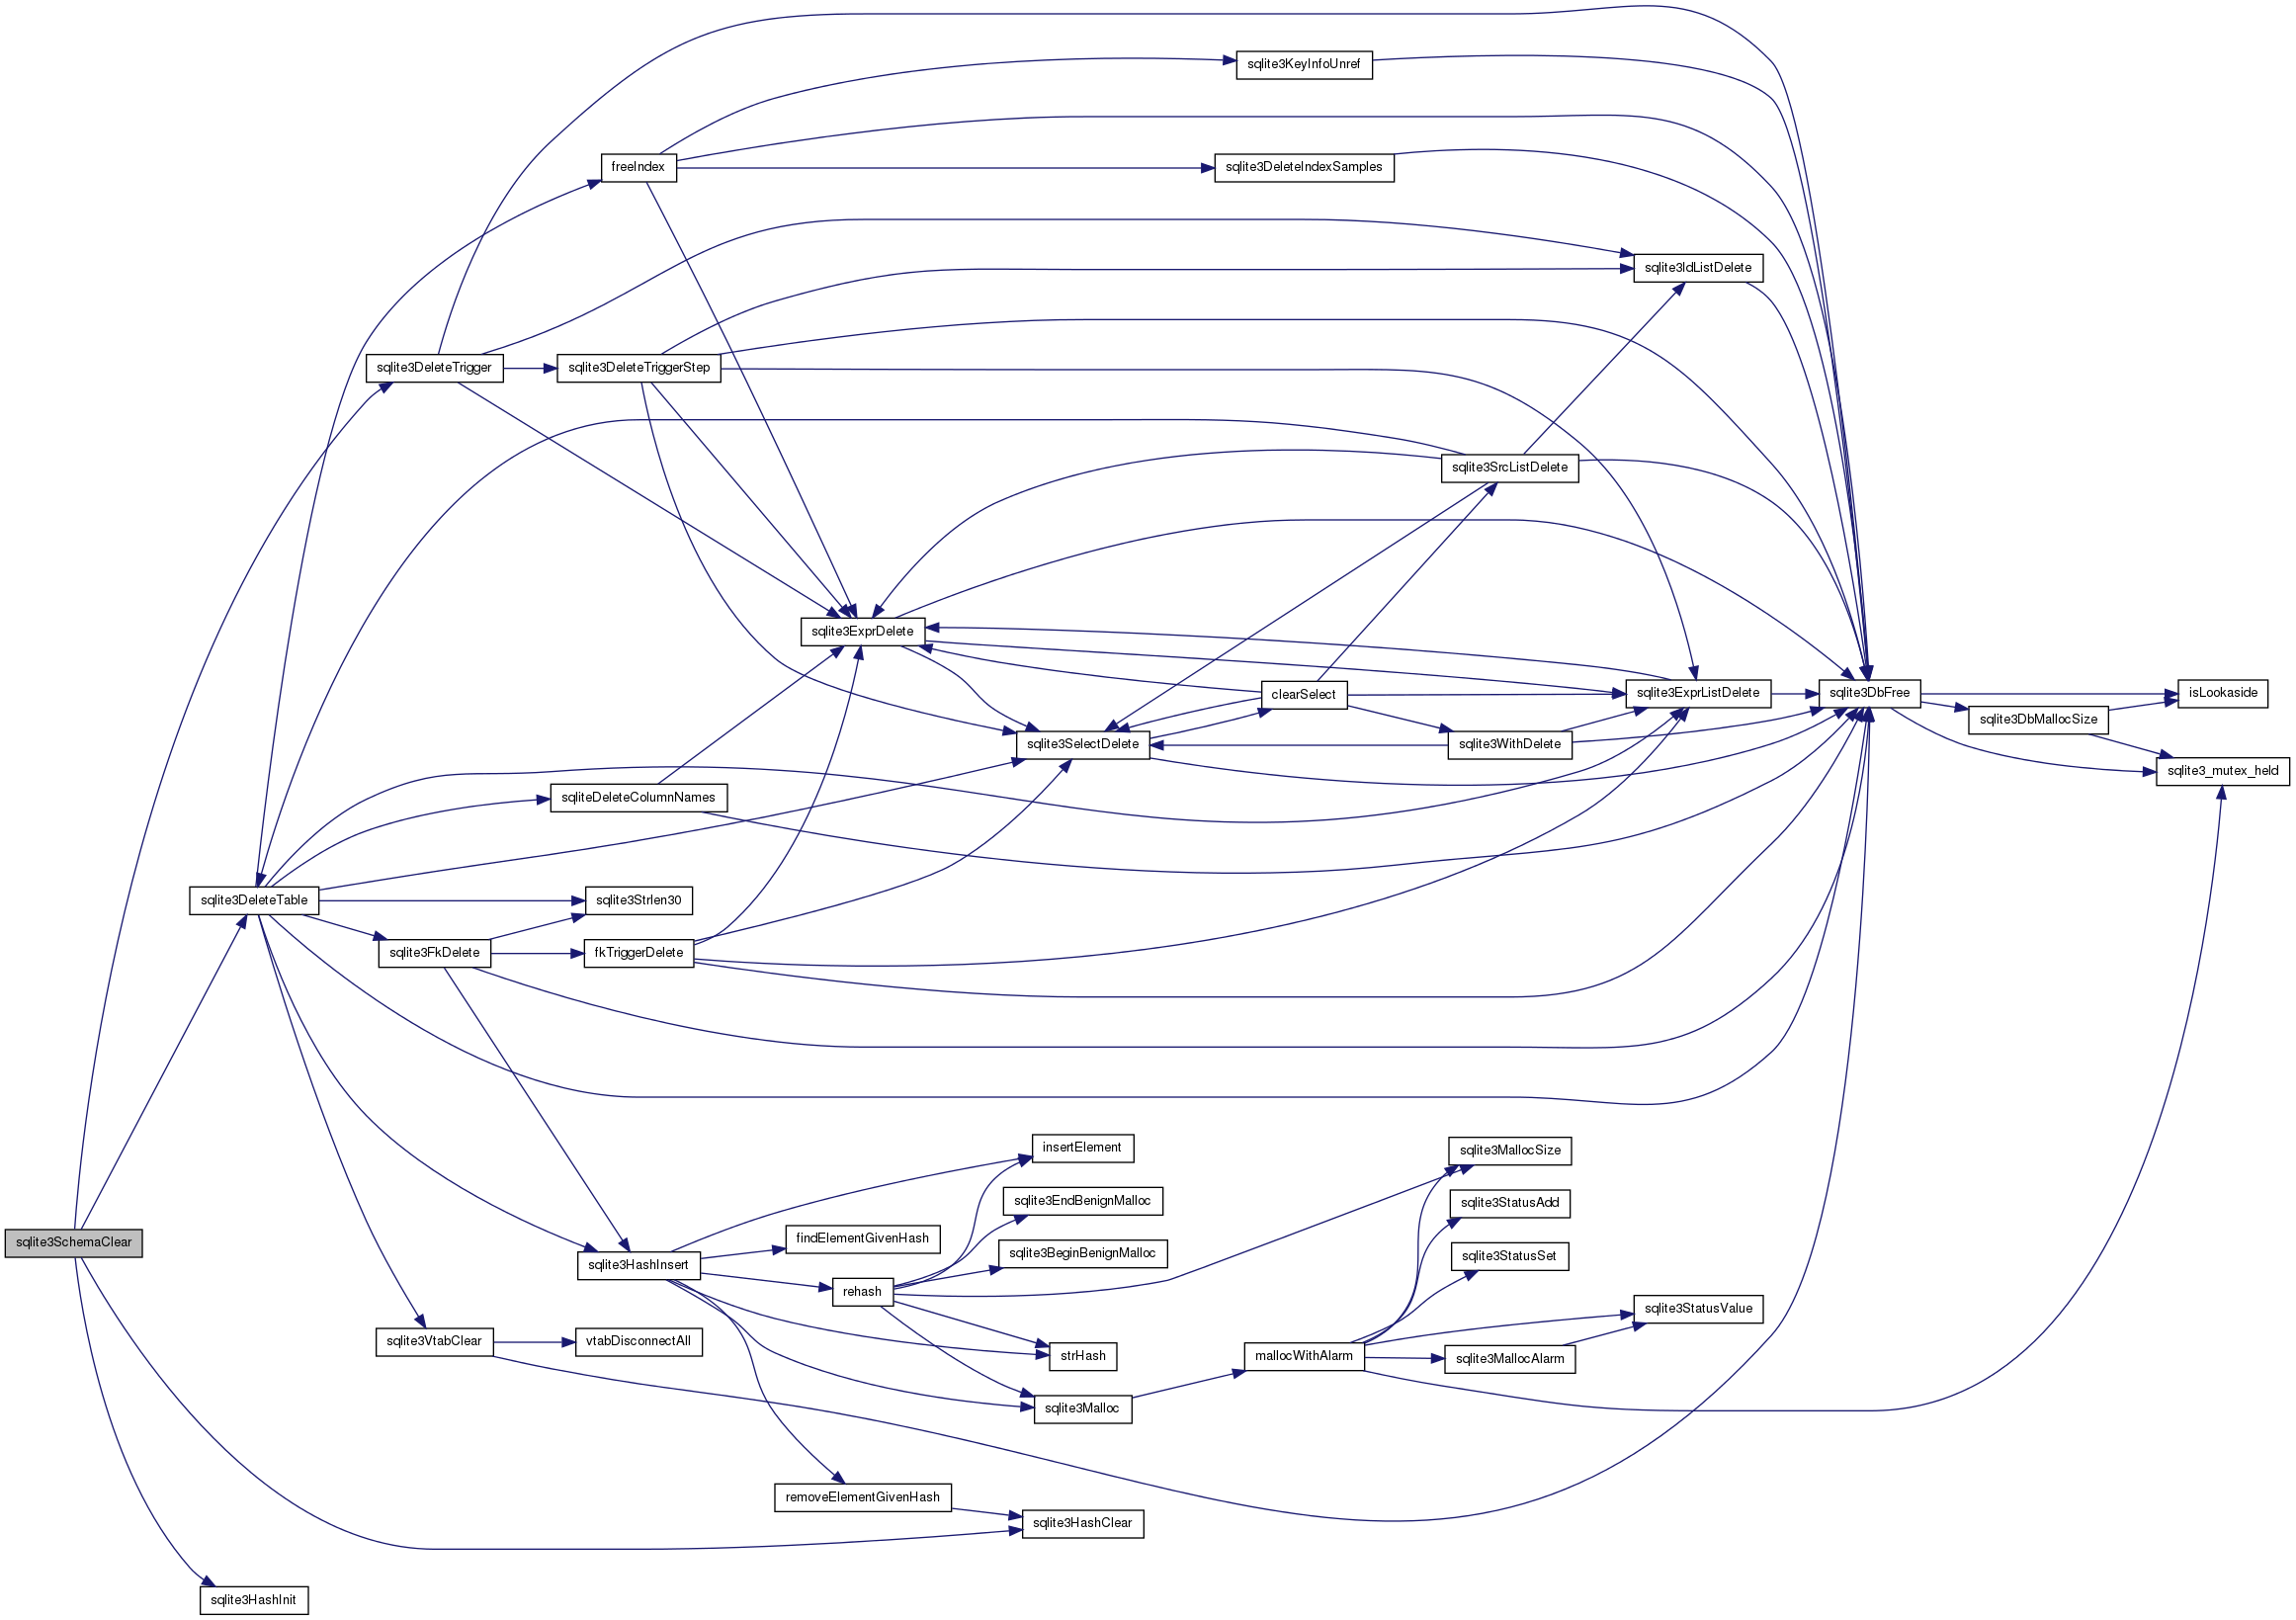 sqlite3KeyInfoUnref
freeIndex
sqlite3DeleteIndexSamples
sqlite3IdListDelete
sqlite3DeleteTrigger
sqlite3DeleteTriggerStep
sqlite3SrcListDelete
sqlite3ExprDelete
clearSelect
sqlite3ExprListDelete
sqlite3DbFree
isLookaside
sqlite3DbMallocSize
sqlite3SelectDelete
sqlite3WithDelete
sqlite3_mutex_held
sqliteDeleteColumnNames
sqlite3DeleteTable
sqlite3Strlen30
sqlite3FkDelete
fkTriggerDelete
insertElement
sqlite3MallocSize
sqlite3EndBenignMalloc
sqlite3StatusAdd
sqlite3SchemaClear
findElementGivenHash
sqlite3BeginBenignMalloc
sqlite3StatusSet
sqlite3HashInsert
rehash
sqlite3StatusValue
sqlite3VtabClear
vtabDisconnectAll
strHash
mallocWithAlarm
sqlite3MallocAlarm
sqlite3Malloc
removeElementGivenHash
sqlite3HashClear
sqlite3HashInit